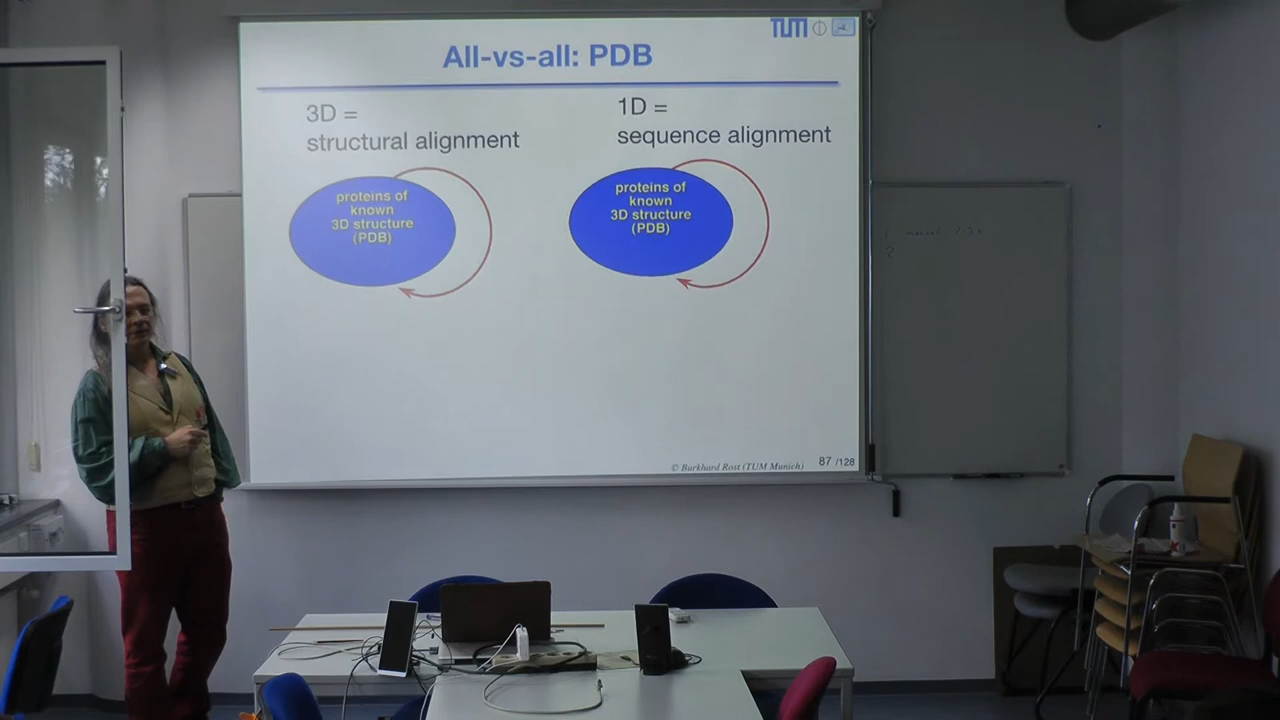 TUM
All-vs-all: PDB
3D =
structural alignment
proteins of
known
3D structure
(PDB)
1D =
sequence alignment
proteins of
known
3D structure
(PDB)
© Burkhard Rost (TUM Munich)
87 /128